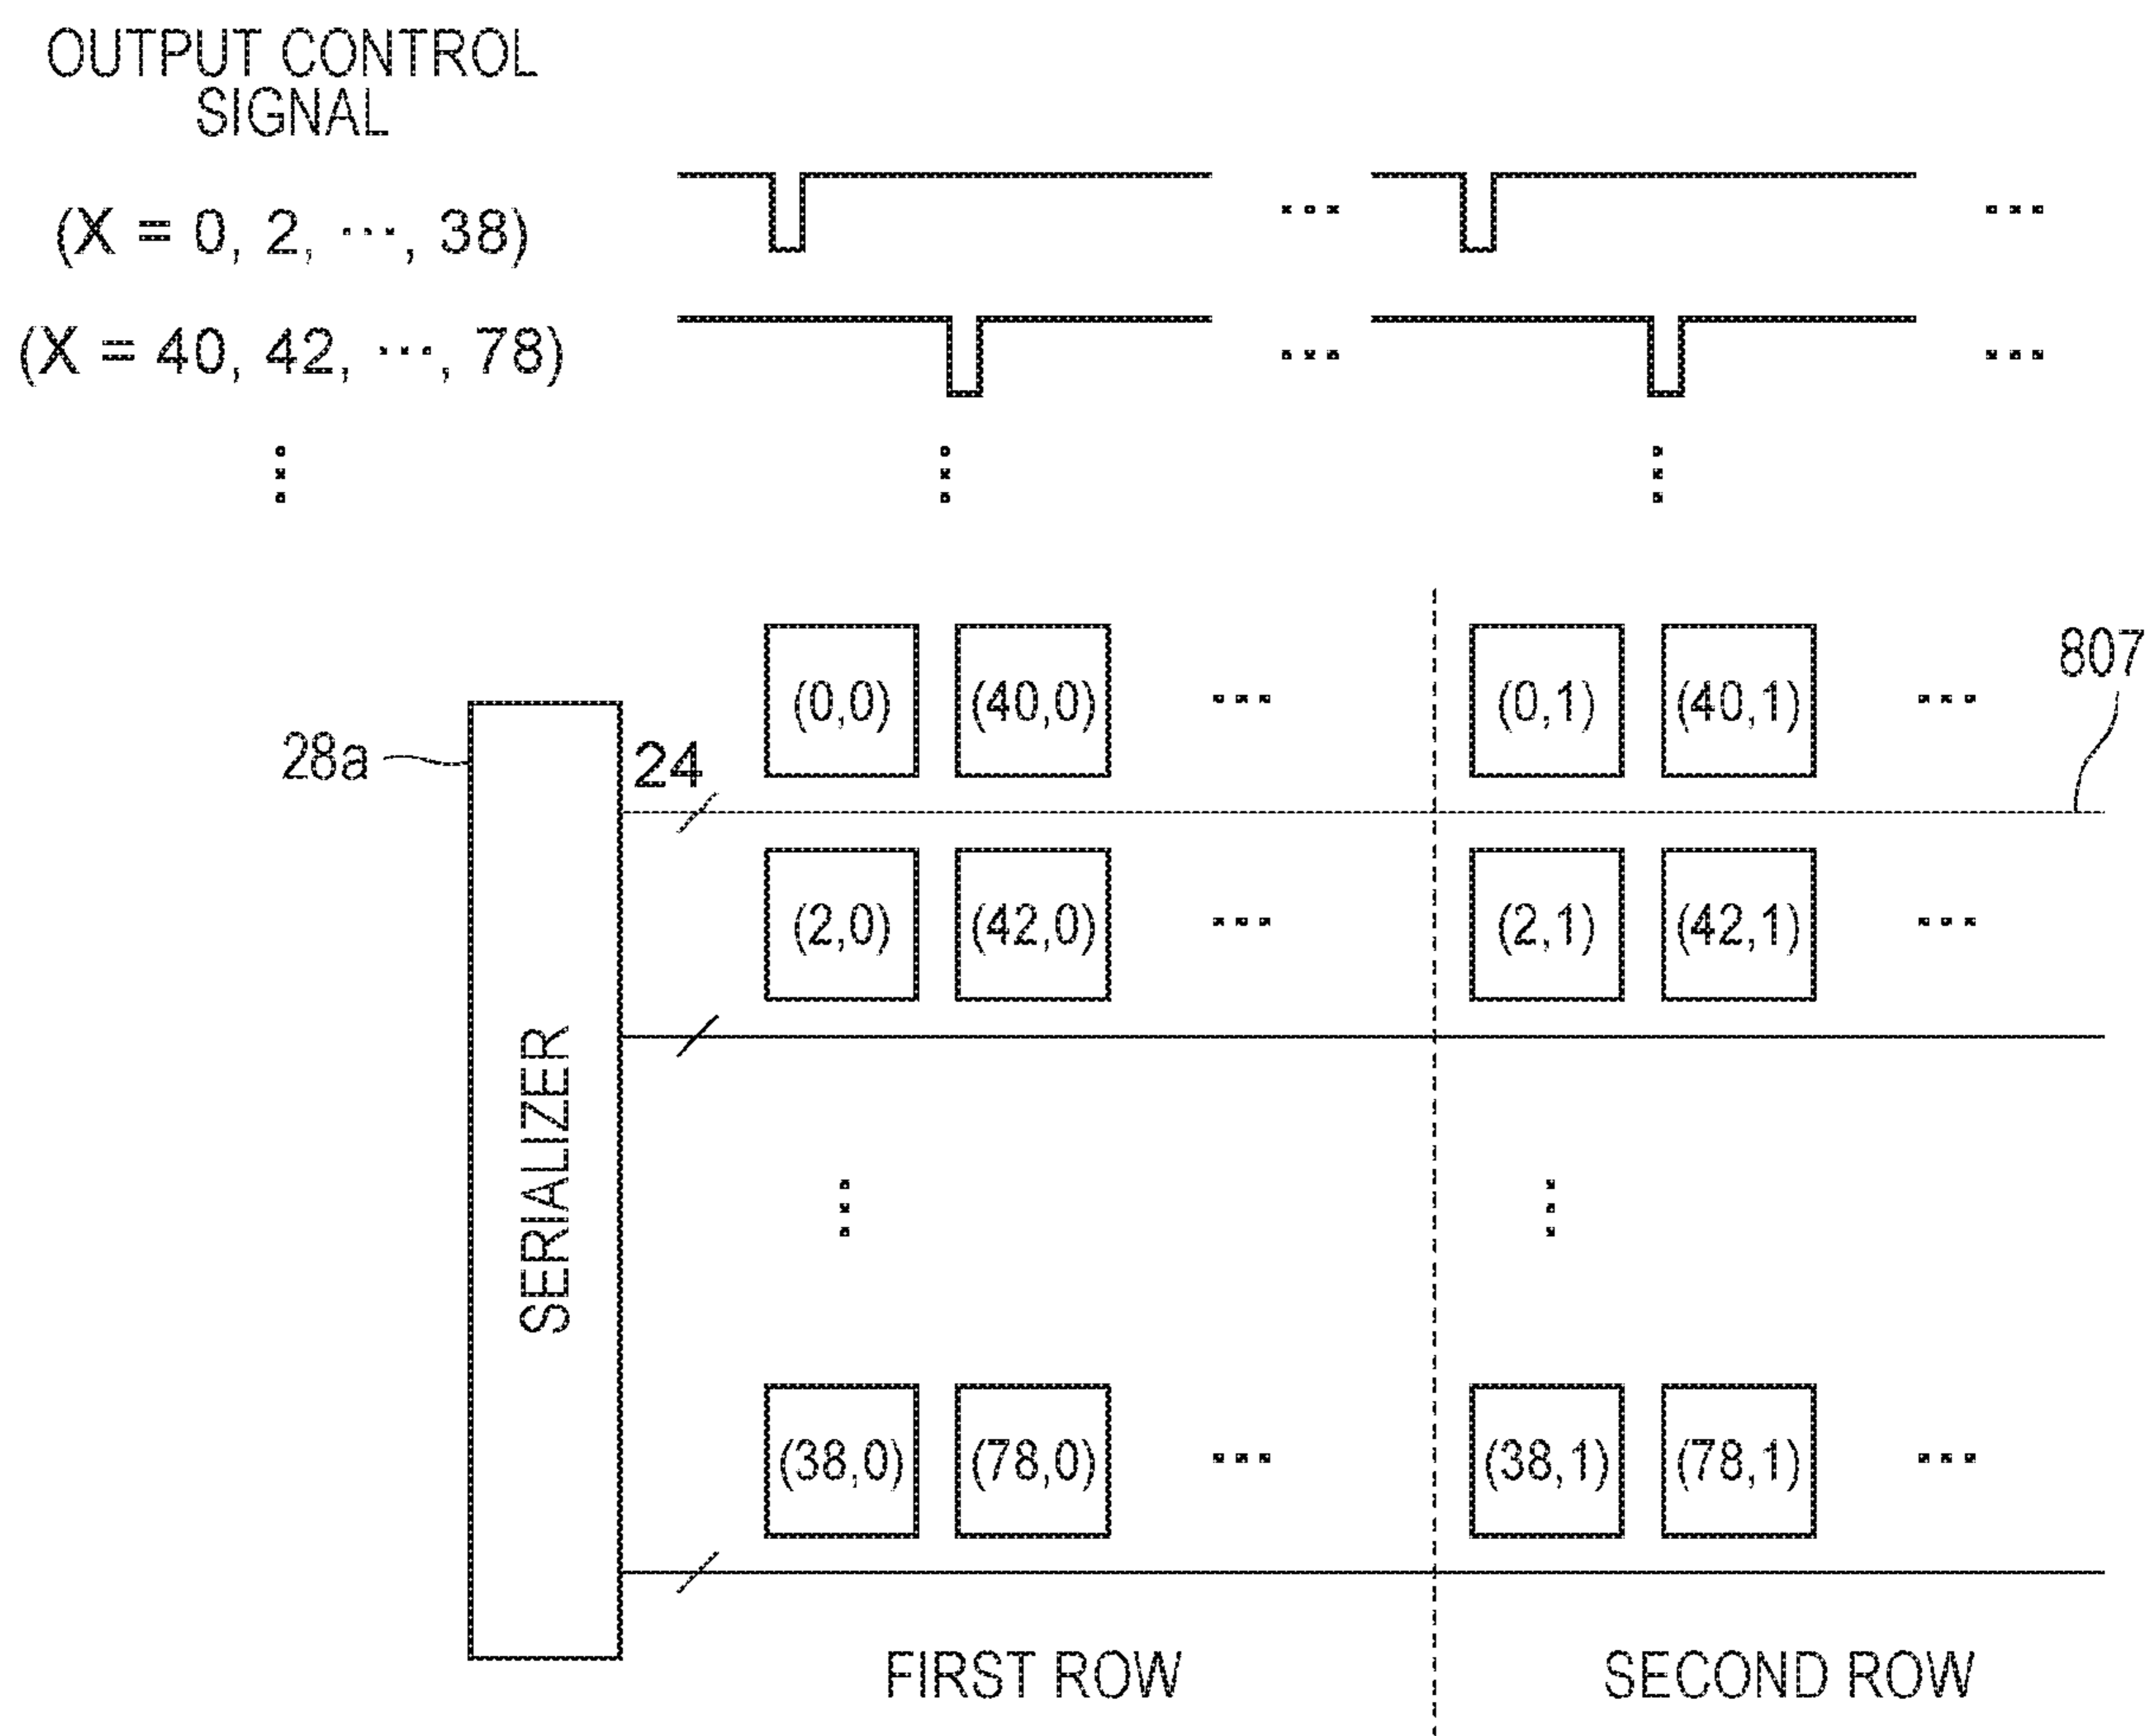 OUTPUT CONTROL
SIGNAL
(X = 0, 2, ···, 38)
···
···
(X = 40, 42, ···, 78)
···
···
(0,0) (40,0) ··· (0,1) (40,1) ···
807
28a
24
(2,0) (42,0) ··· (2,1) (42,1) ···
SERIALIZER
(38,0) (78,0) ··· (38,1) (78,1) ···
FIRST ROW SECOND ROW